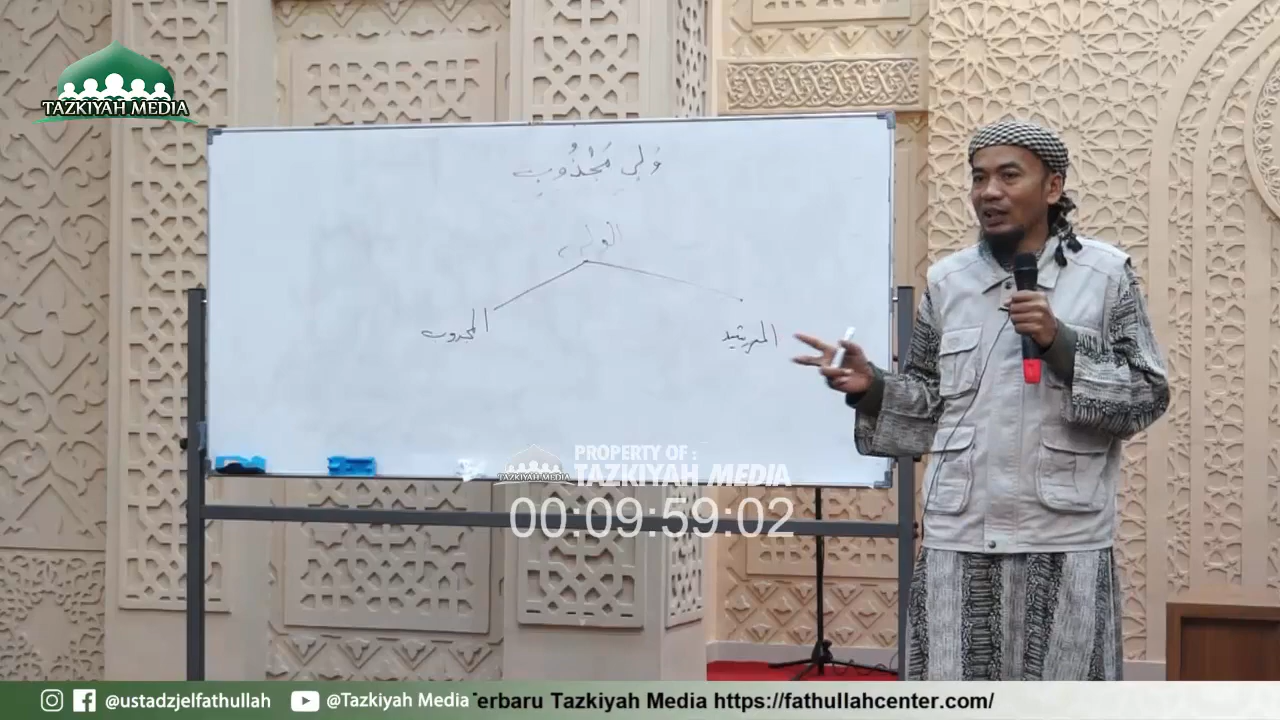 TAZKIYAH MEDIA
وَلِي مَجْذُوب
الولي
المرشد
المجذوب
PROPERTY OF :
TAZKIYAH MEDIA
TAZKIYAH MEDIA
00:09:59:02
@ustadzjelfathullah
@Tazkiyah Media
Terbaru Tazkiyah Media https://fathullahcenter.com/